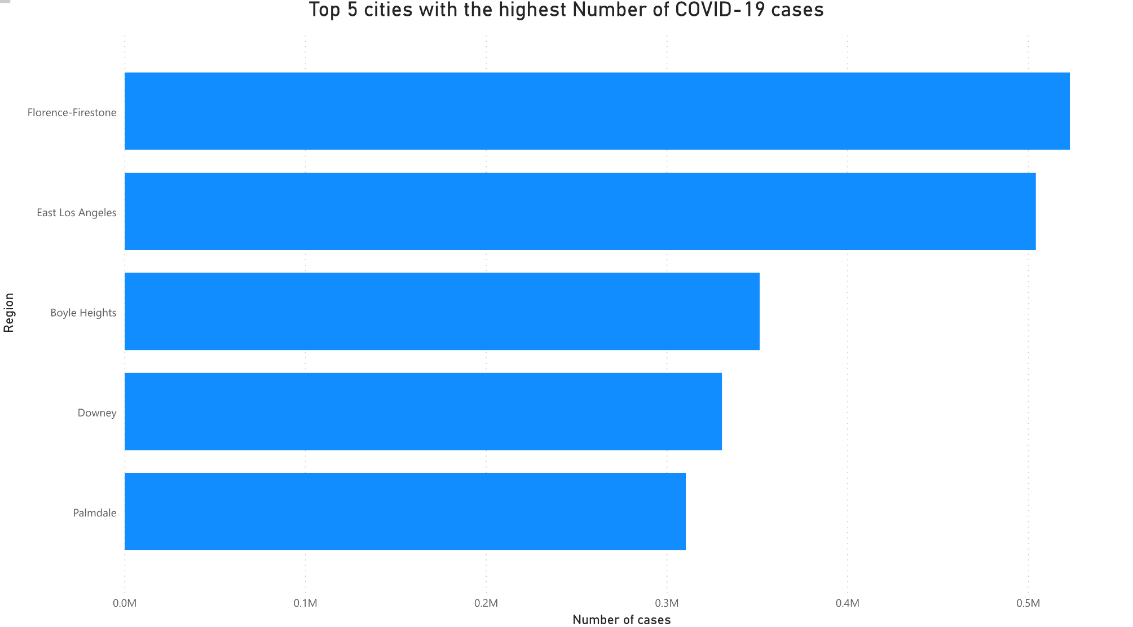 Top 5 cities with the highest Number of COVID-19 cases
Florence-Firestone
East Los Angeles
Boyle Heights
Region
Downey
Palmdale
0.0M 0.1M 0.2M 0.3M 0.4M 0.5M
Number of cases